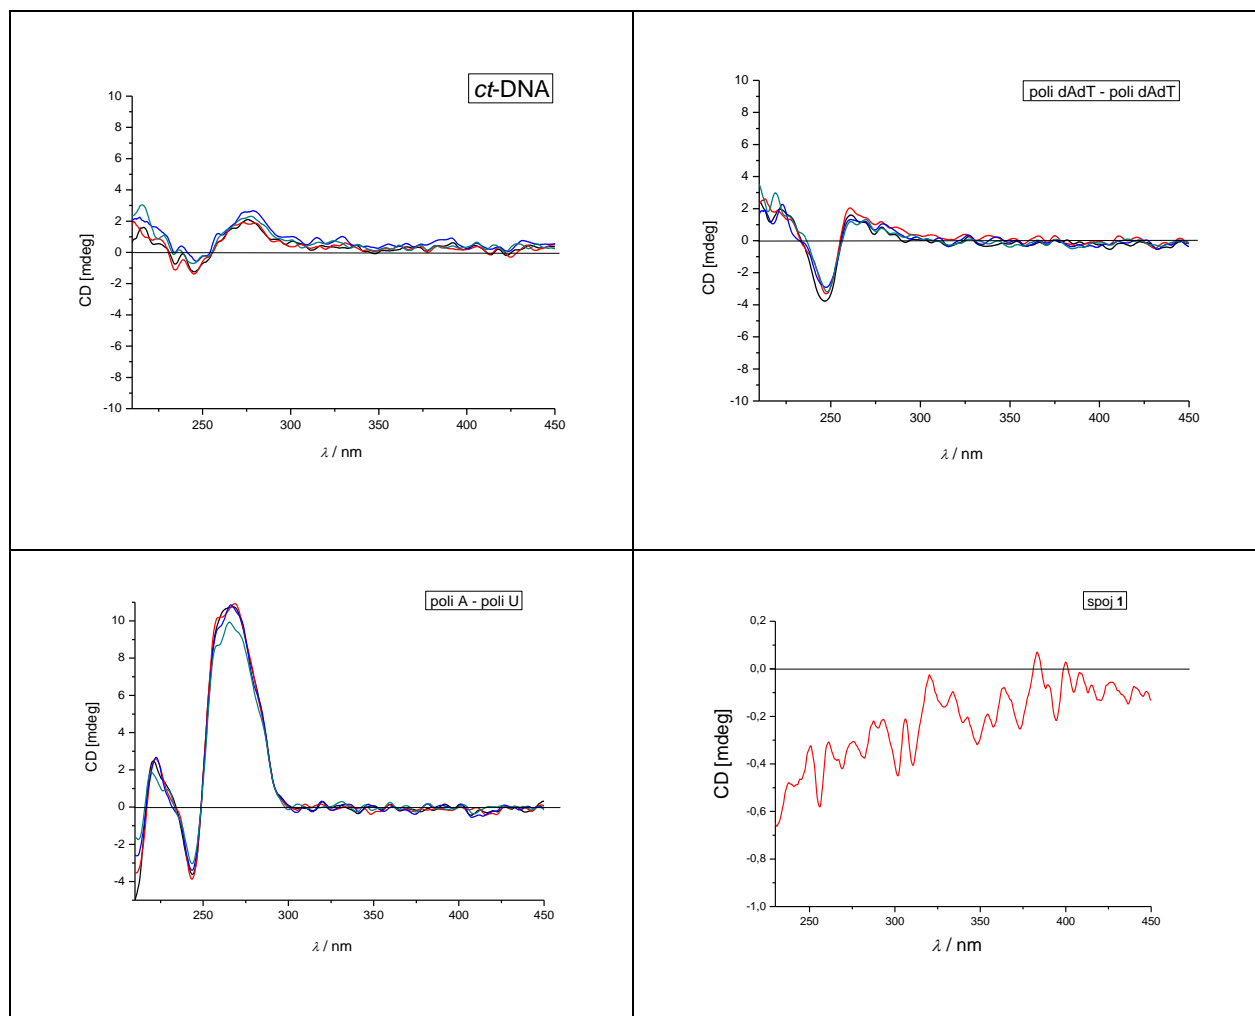 ct-DNA
10
8
6
4
2
0
-2
-4
-6
-8
-10
CD [mdeg]
250 300 350 400 450
λ / nm
poli dAdT - poli dAdT
10
8
6
4
2
0
-2
-4
-6
-8
-10
CD [mdeg]
250 300 350 400 450
λ / nm
poli A - poli U
10
8
6
4
2
0
-2
-4
CD [mdeg]
250 300 350 400 450
λ / nm
spoj 1
0,2
0,0
-0,2
-0,4
-0,6
-0,8
-1,0
CD [mdeg]
250 300 350 400 450
λ / nm